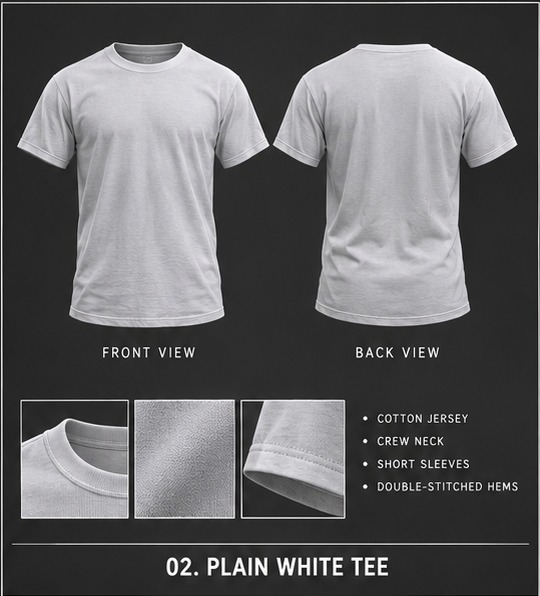 FRONT VIEW
BACK VIEW
• COTTON JERSEY
• CREW NECK
• SHORT SLEEVES
• DOUBLE-STITCHED HEMS
02. PLAIN WHITE TEE